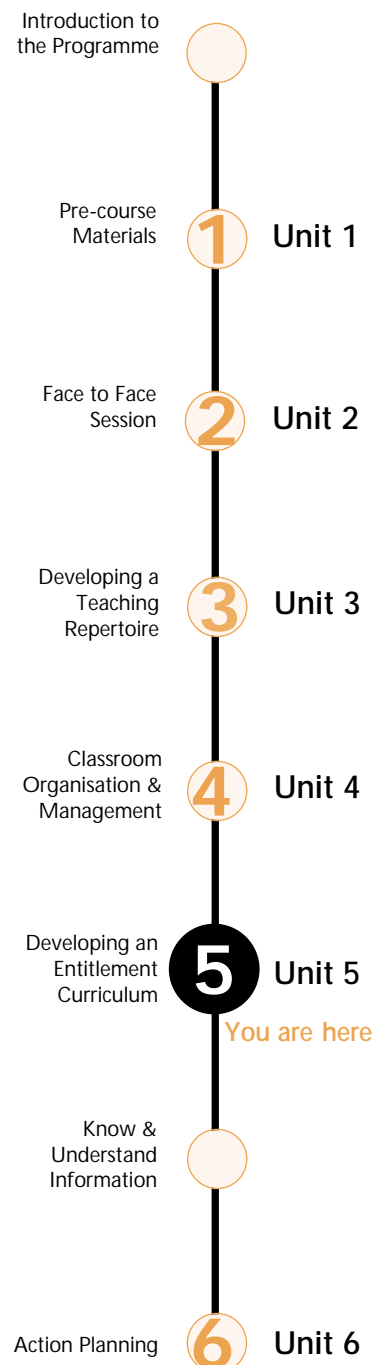 Introduction to
the Programme
Pre-course
Materials
1
Unit 1
Face to Face
Session
2
Unit 2
Developing a
Teaching
Repertoire
3
Unit 3
Classroom
Organisation &
Management
4
Unit 4
Developing an
Entitlement
Curriculum
5
Unit 5
You are here
Know &
Understand
Information
Action Planning
6
Unit 6